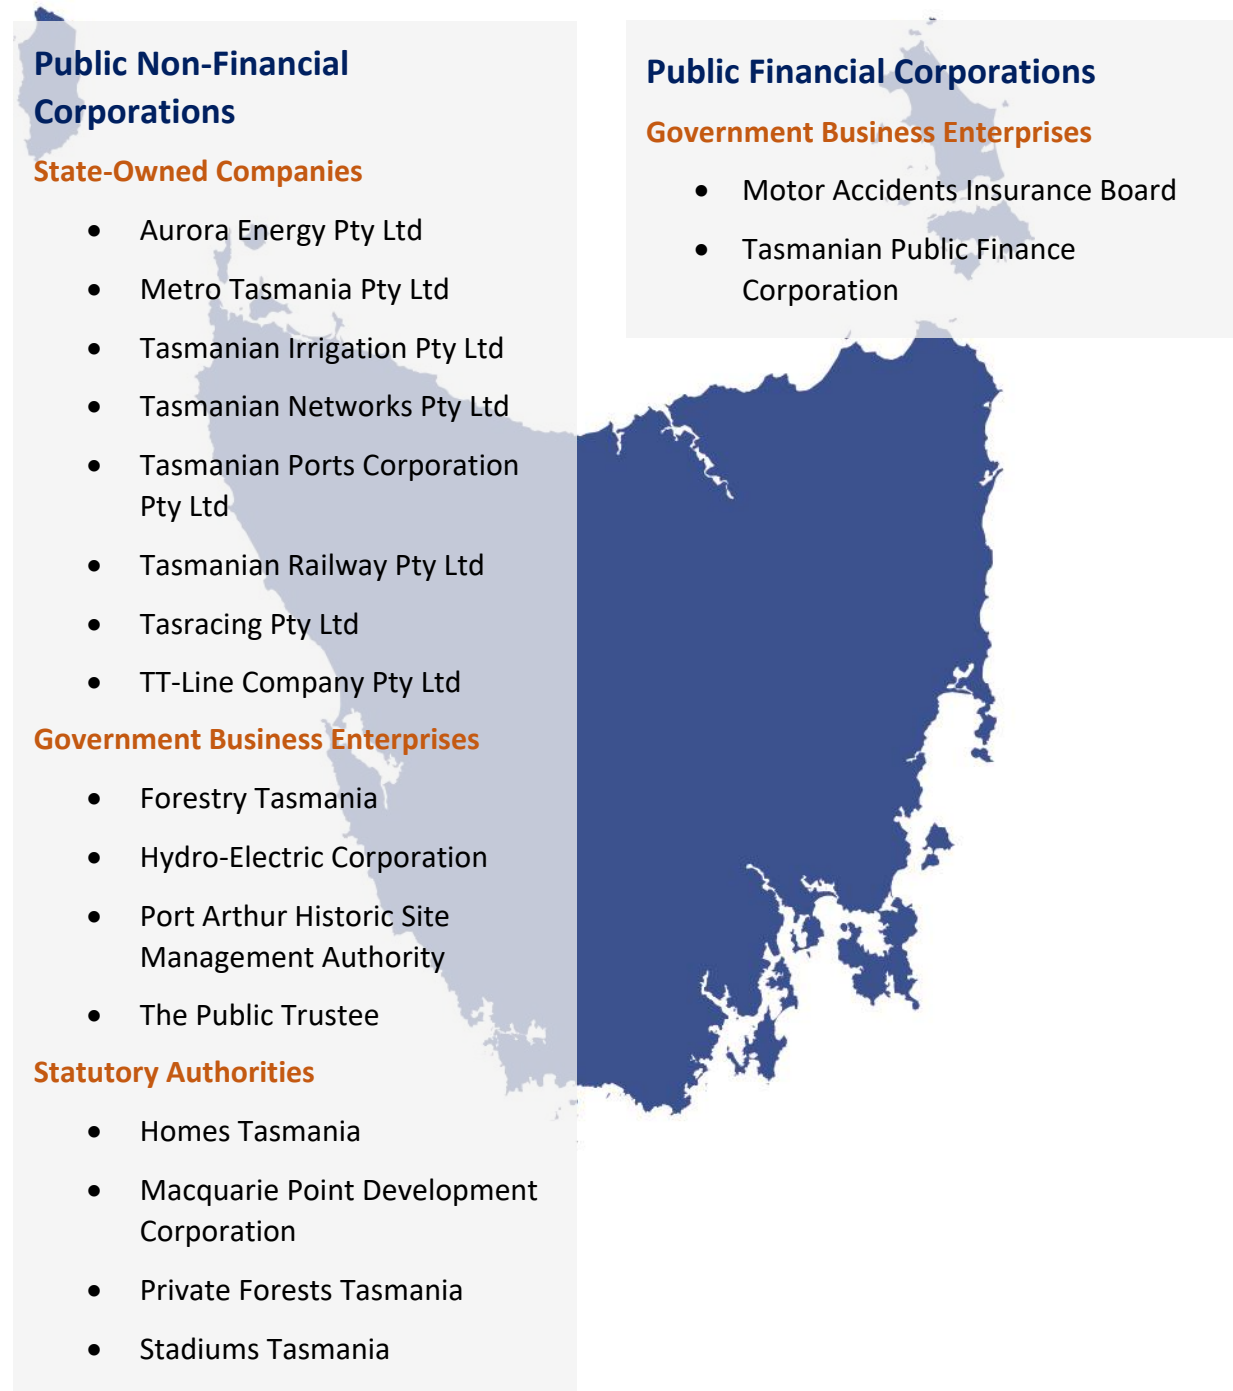 Public Non-Financial
Corporations
State-Owned Companies
• Aurora Energy Pty Ltd
• Metro Tasmania Pty Ltd
• Tasmanian Irrigation Pty Ltd
• Tasmanian Networks Pty Ltd
• Tasmanian Ports Corporation
Pty Ltd
• Tasmanian Railway Pty Ltd
• Tasracing Pty Ltd
• TT-Line Company Pty Ltd
Government Business Enterprises
• Forestry Tasmania
• Hydro-Electric Corporation
• Port Arthur Historic Site
Management Authority
• The Public Trustee
Statutory Authorities
• Homes Tasmania
• Macquarie Point Development
Corporation
• Private Forests Tasmania
• Stadiums Tasmania
Public Financial Corporations
Government Business Enterprises
• Motor Accidents Insurance Board
• Tasmanian Public Finance
Corporation